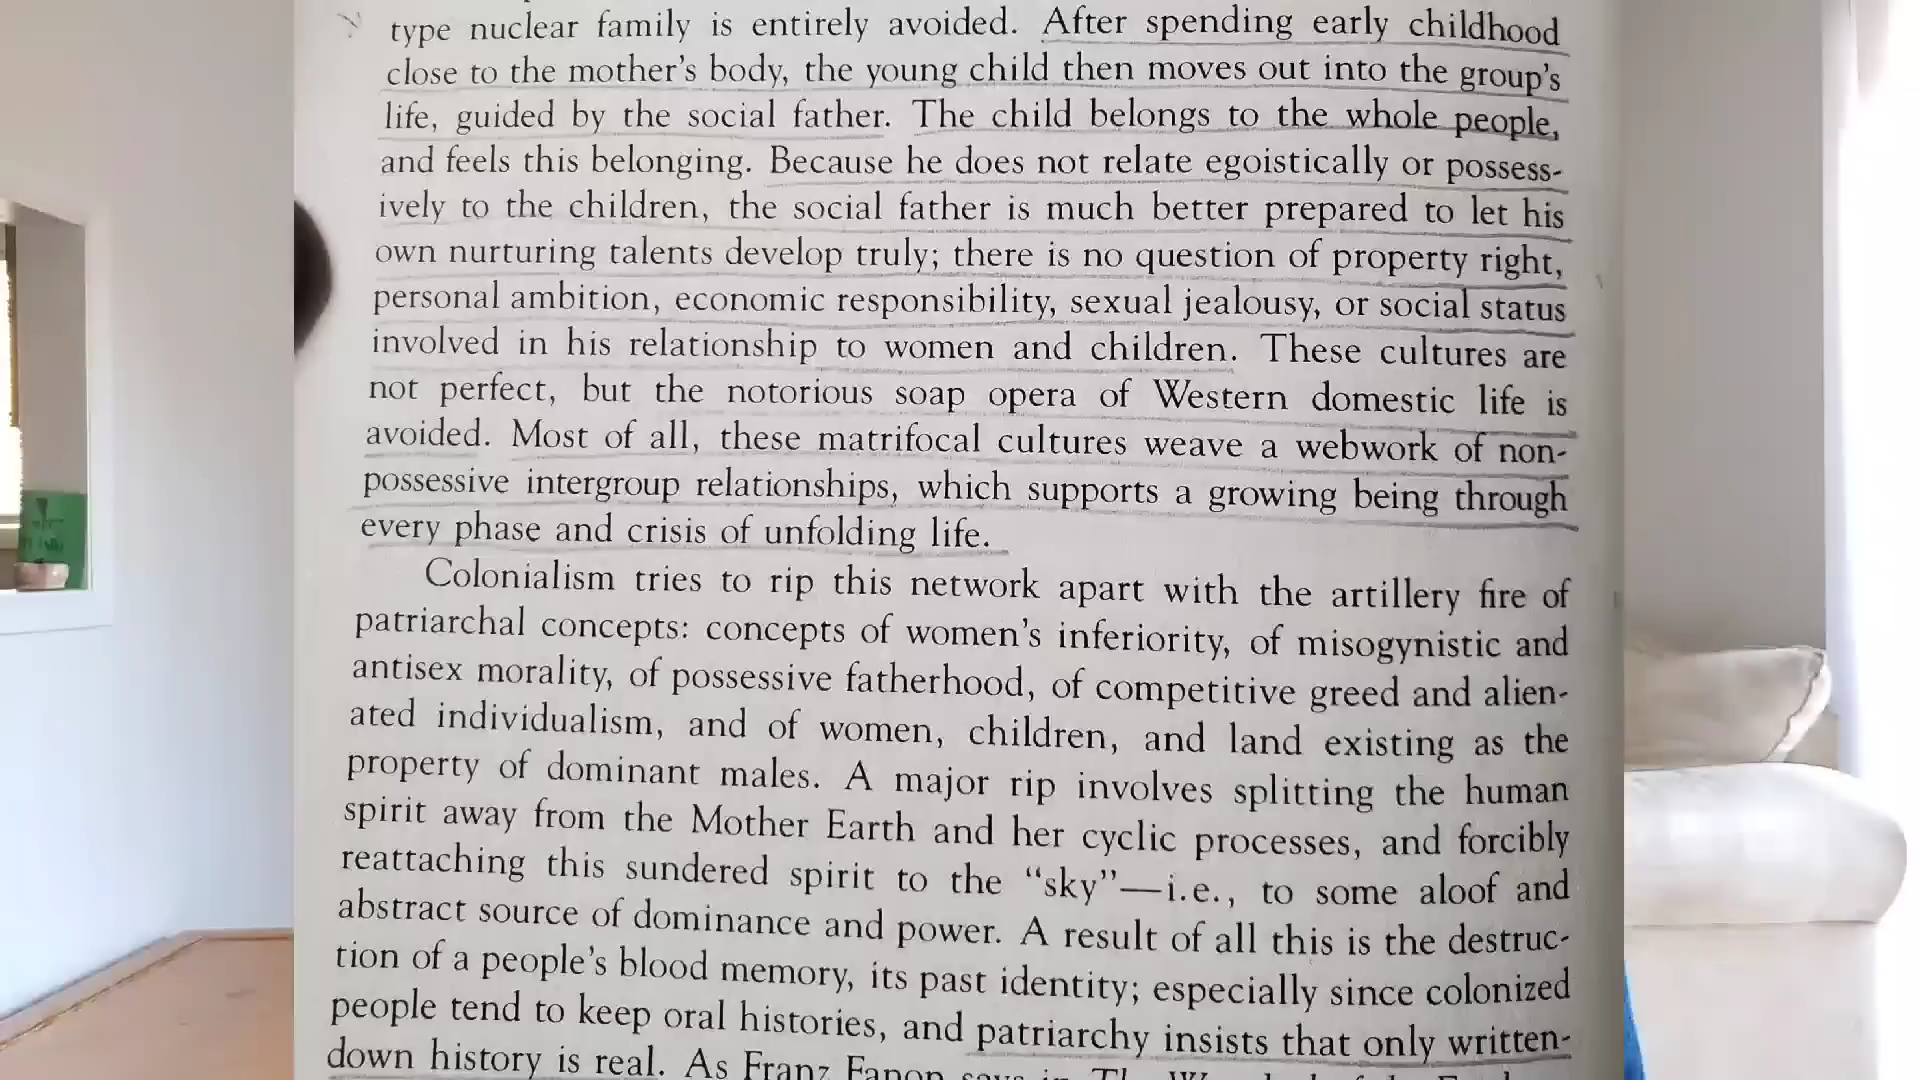 type nuclear family is entirely avoided. After spending early childhood
close to the mother's body, the young child then moves out into the group's
life, guided by the social father. The child belongs to the whole people,
and feels this belonging. Because he does not relate egoistically or possess-
ively to the children, the social father is much better prepared to let his
own nurturing talents develop truly; there is no question of property right,
personal ambition, economic responsibility, sexual jealousy, or social status
involved in his relationship to women and children. These cultures are
not perfect, but the notorious soap opera of Western domestic life is
avoided. Most of all, these matrifocal cultures weave a webwork of non-
possessive intergroup relationships, which supports a growing being through
every phase and crisis of unfolding life.
Colonialism tries to rip this network apart with the artillery fire of
patriarchal concepts: concepts of women's inferiority, of misogynistic and
antisex morality, of possessive fatherhood, of competitive greed and alien-
ated individualism, and of women, children, and land existing as the
property of dominant males. A major rip involves splitting the human
spirit away from the Mother Earth and her cyclic processes, and forcibly
reattaching this sundered spirit to the “sky”—i.e., to some aloof and
abstract source of dominance and power. A result of all this is the destruc-
tion of a people's blood memory, its past identity; especially since colonized
people tend to keep oral histories, and patriarchy insists that only written-
down history is real. As Franz Fanon says in The